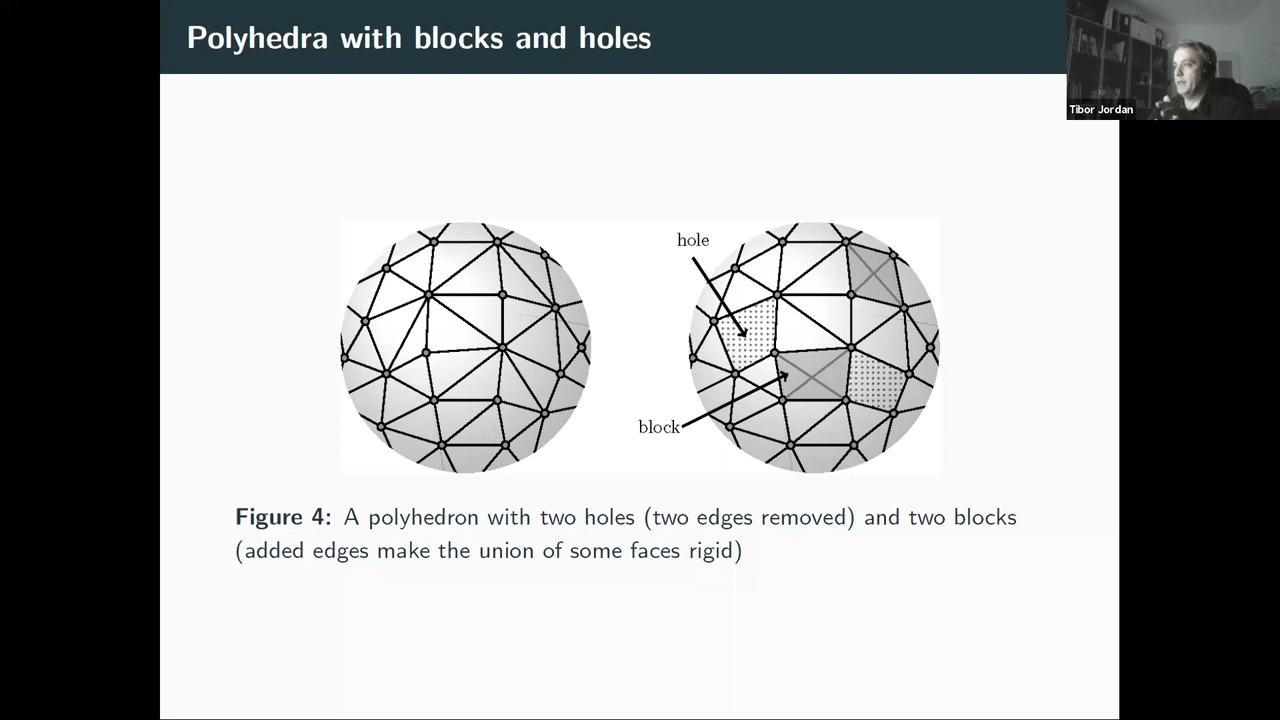 Polyhedra with blocks and holes
Tibor Jordan
hole
block
Figure 4: A polyhedron with two holes (two edges removed) and two blocks
(added edges make the union of some faces rigid)